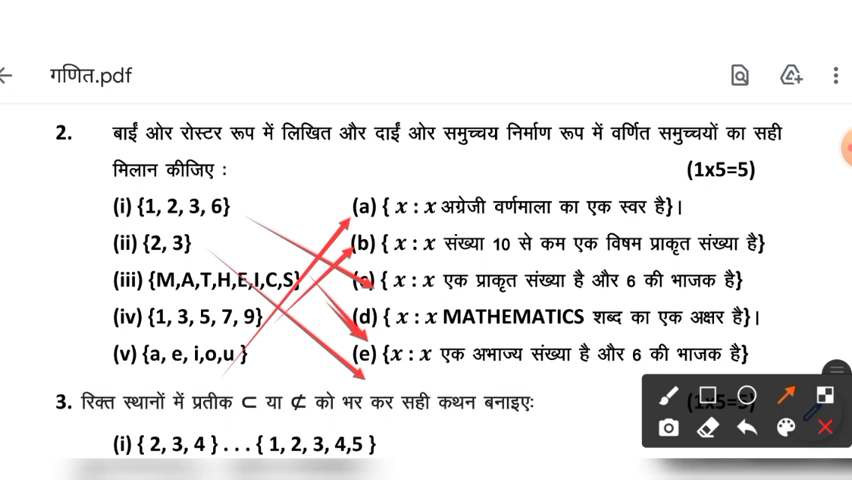 गणित.pdf
2. बाईं ओर रोस्टर रूप में लिखित और दाईं ओर समुच्चय निर्माण रूप में वर्णित समुच्चयों का सही
मिलान कीजिए : (1x5=5)
(i) {1, 2, 3, 6} (a) { x : x अंग्रेजी वर्णमाला का एक स्वर है}।
(ii) {2, 3} (b) { x : x संख्या 10 से कम एक विषम प्राकृत संख्या है}
(iii) {M,A,T,H,E,I,C,S} (c) { x : x एक प्राकृत संख्या है और 6 की भाजक है}
(iv) {1, 3, 5, 7, 9} (d) { x : x MATHEMATICS शब्द का एक अक्षर है}।
(v) {a, e, i,o,u } (e) {x : x एक अभाज्य संख्या है और 6 की भाजक है}
3. रिक्त स्थानों में प्रतीक ⊂ या ⊄ को भर कर सही कथन बनाइए: (1x5=5)
(i) { 2, 3, 4 } . . . { 1, 2, 3, 4,5 }